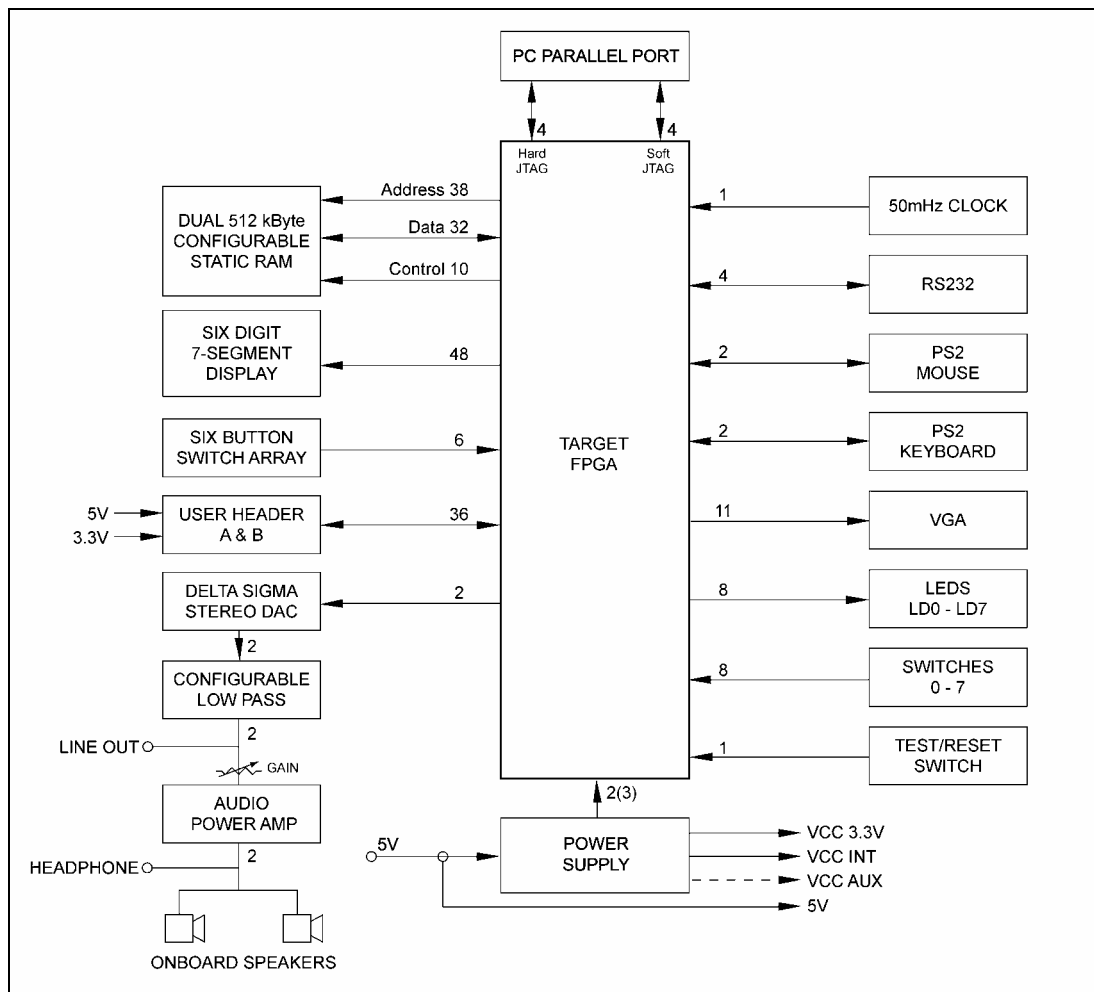 PC PARALLEL PORT
4
4
Hard
JTAG
Soft
JTAG
Address 38
DUAL 512 kByte
CONFIGURABLE
STATIC RAM
Data 32
Control 10
SIX DIGIT
7-SEGMENT
DISPLAY
48
SIX BUTTON
SWITCH ARRAY
6
5V
3.3V
USER HEADER
A & B
36
DELTA SIGMA
STEREO DAC
2
2
CONFIGURABLE
LOW PASS
2
LINE OUT
GAIN
AUDIO
POWER AMP
2
HEADPHONE
ONBOARD SPEAKERS
TARGET
FPGA
1
50mHz CLOCK
4
RS232
2
PS2
MOUSE
2
PS2
KEYBOARD
11
VGA
8
LEDS
LD0 - LD7
8
SWITCHES
0 - 7
1
TEST/RESET
SWITCH
2(3)
5V
POWER
SUPPLY
VCC 3.3V
VCC INT
VCC AUX
5V